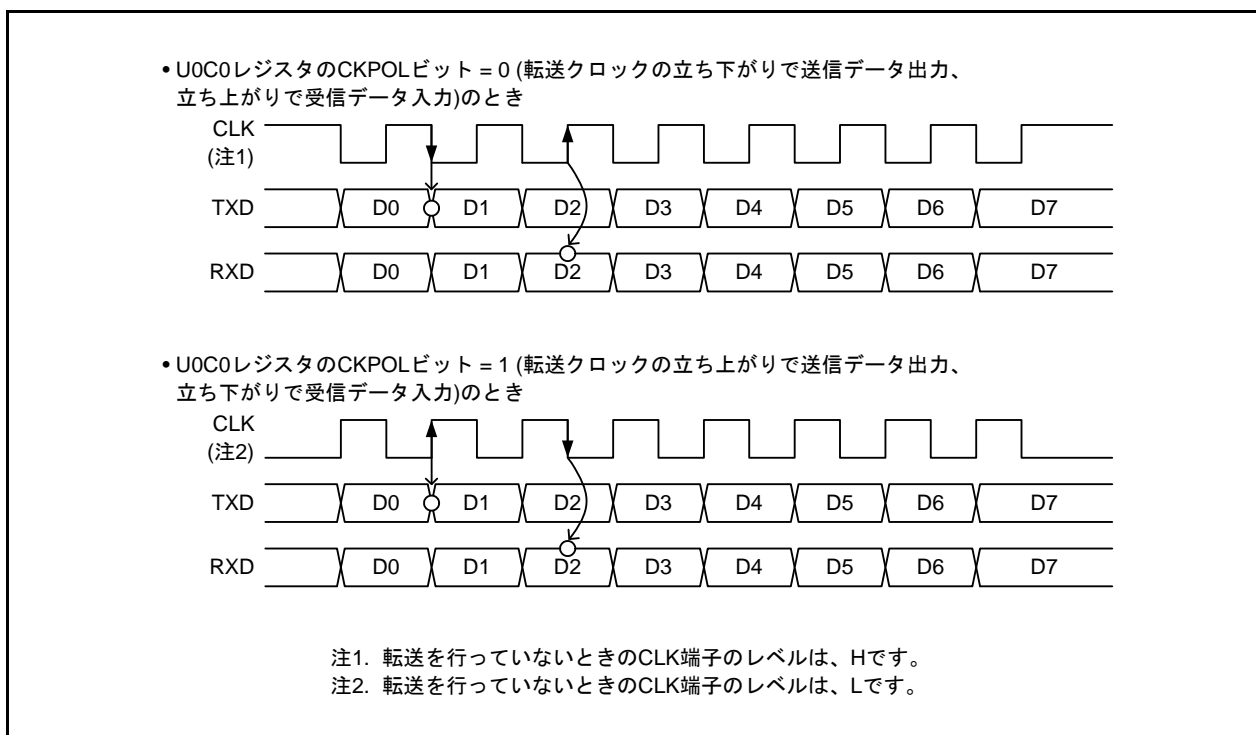 • U0C0レジスタのCKPOLビット = 0 (転送クロックの立ち下がりで送信データ出力、
立ち上がりで受信データ入力)のとき
CLK
(注1)
TXD D0 D1 D2 D3 D4 D5 D6 D7
RXD D0 D1 D2 D3 D4 D5 D6 D7
• U0C0レジスタのCKPOLビット = 1 (転送クロックの立ち上がりで送信データ出力、
立ち下がりで受信データ入力)のとき
CLK
(注2)
TXD D0 D1 D2 D3 D4 D5 D6 D7
RXD D0 D1 D2 D3 D4 D5 D6 D7
注1. 転送を行っていないときのCLK端子のレベルは、Hです。
注2. 転送を行っていないときのCLK端子のレベルは、Lです。